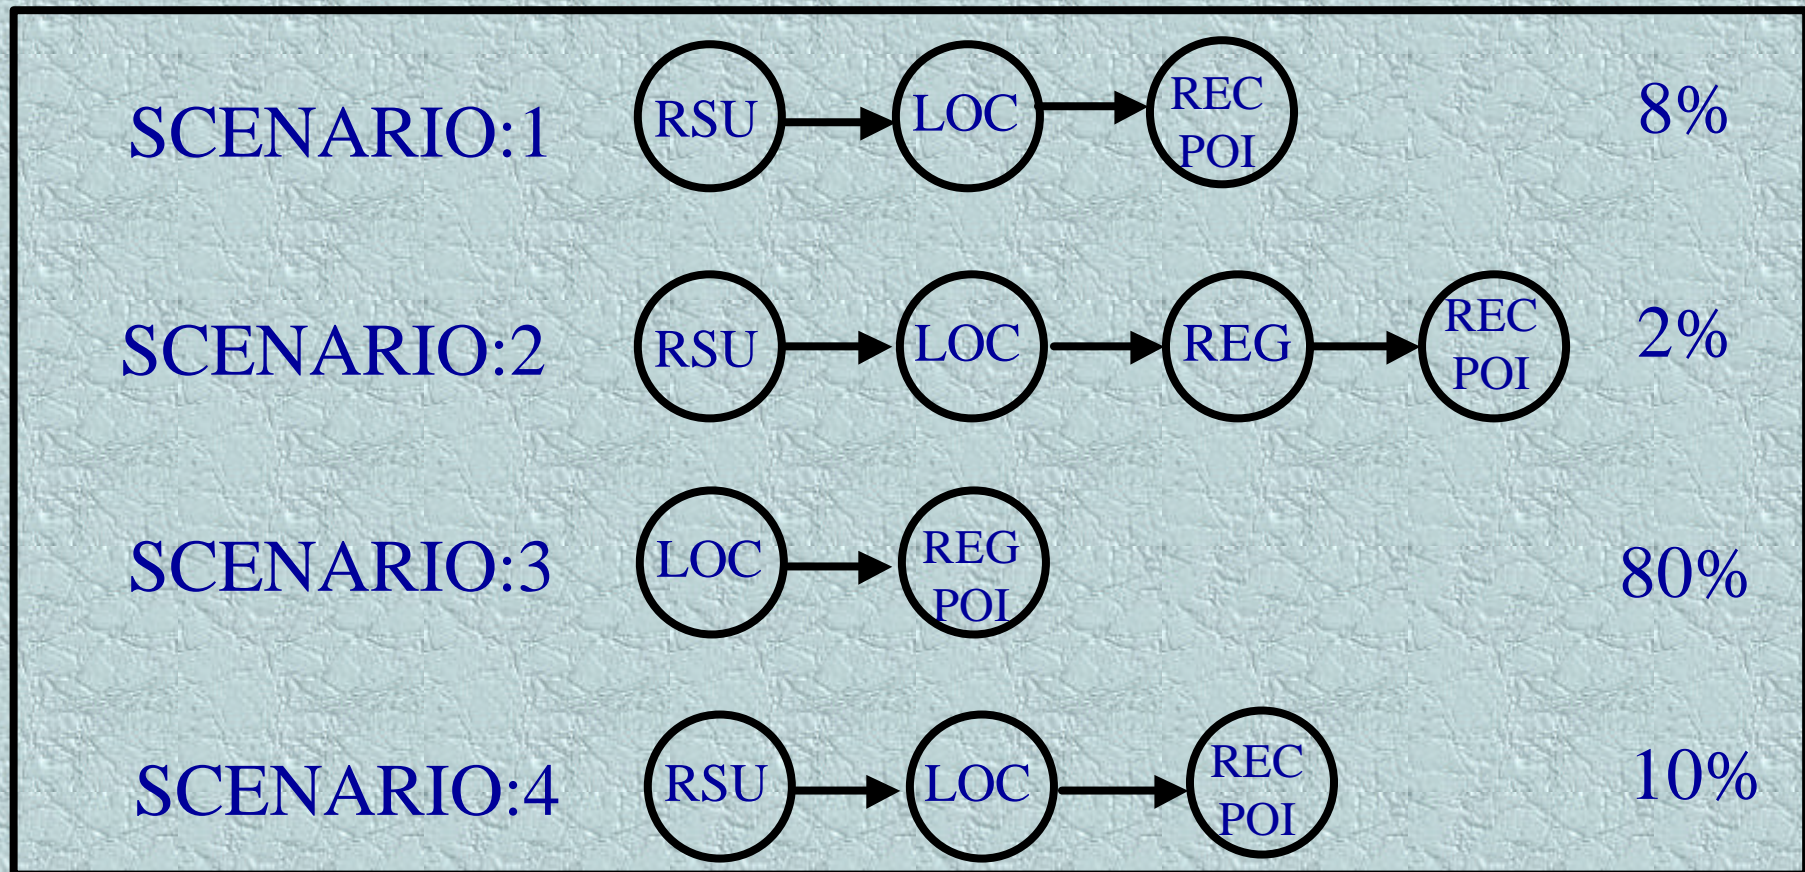 SCENARIO:1 RSU LOC REC POI 8%
SCENARIO:2 RSU LOC REG REC POI 2%
SCENARIO:3 LOC REG POI 80%
SCENARIO:4 RSU LOC REC POI 10%